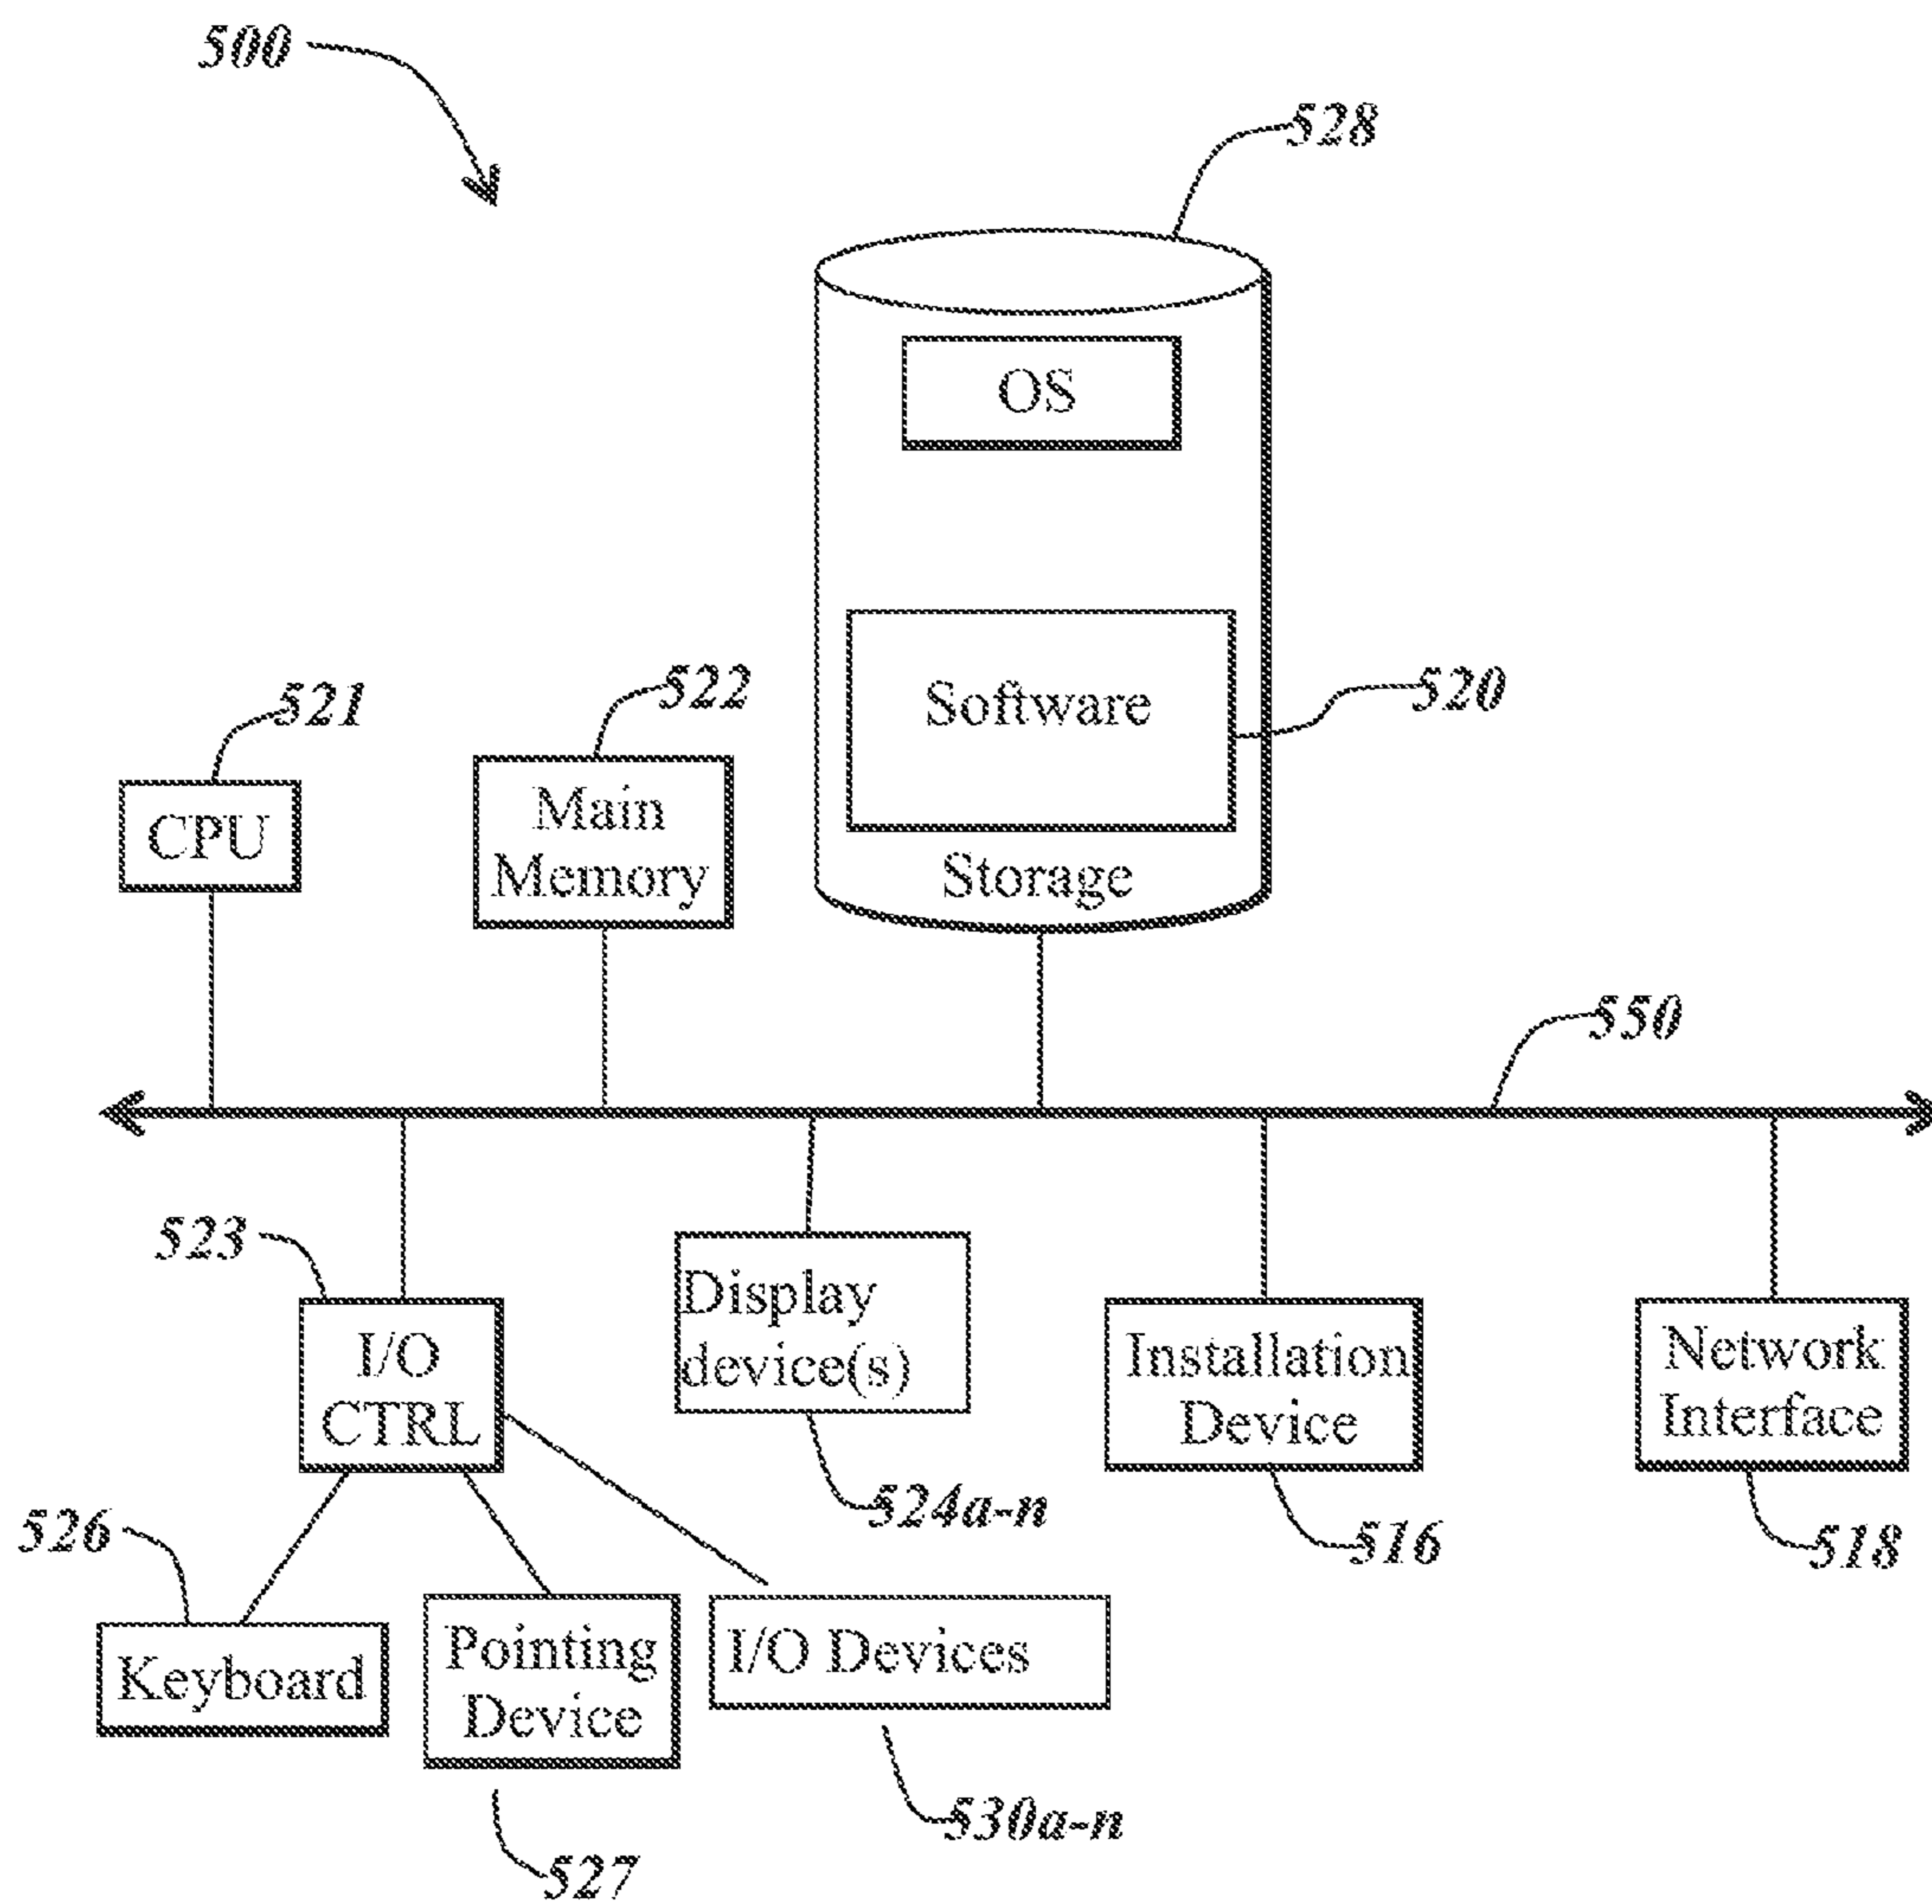 500
528
OS
Software
520
Storage
521
CPU
522
Main
Memory
550
523
I/O
CTRL
Display
device(s)
524a-n
Installation
Device
516
Network
Interface
518
526
Keyboard
Pointing
Device
527
I/O Devices
530a-n